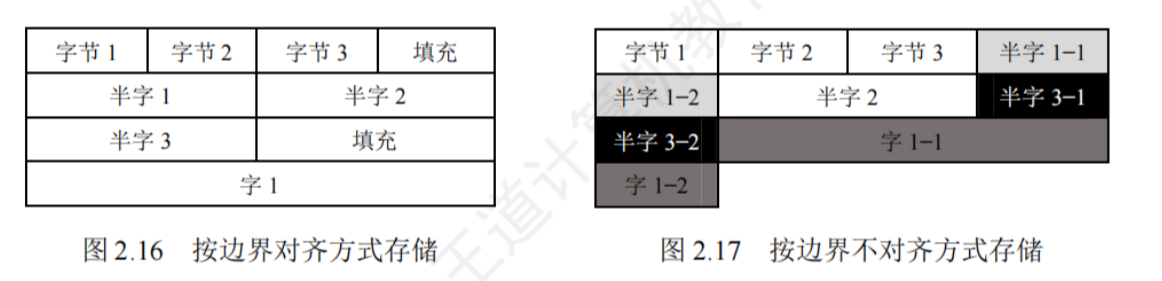 字节 1 字节 2 字节 3 填充
半字 1 半字 2
半字 3 填充
字 1
图 2.16 按边界对齐方式存储
字节 1 字节 2 字节 3 半字 1−1
半字 1−2 半字 2 半字 3−1
半字 3−2 字 1−1
字 1−2
图 2.17 按边界不对齐方式存储
王道计算机教